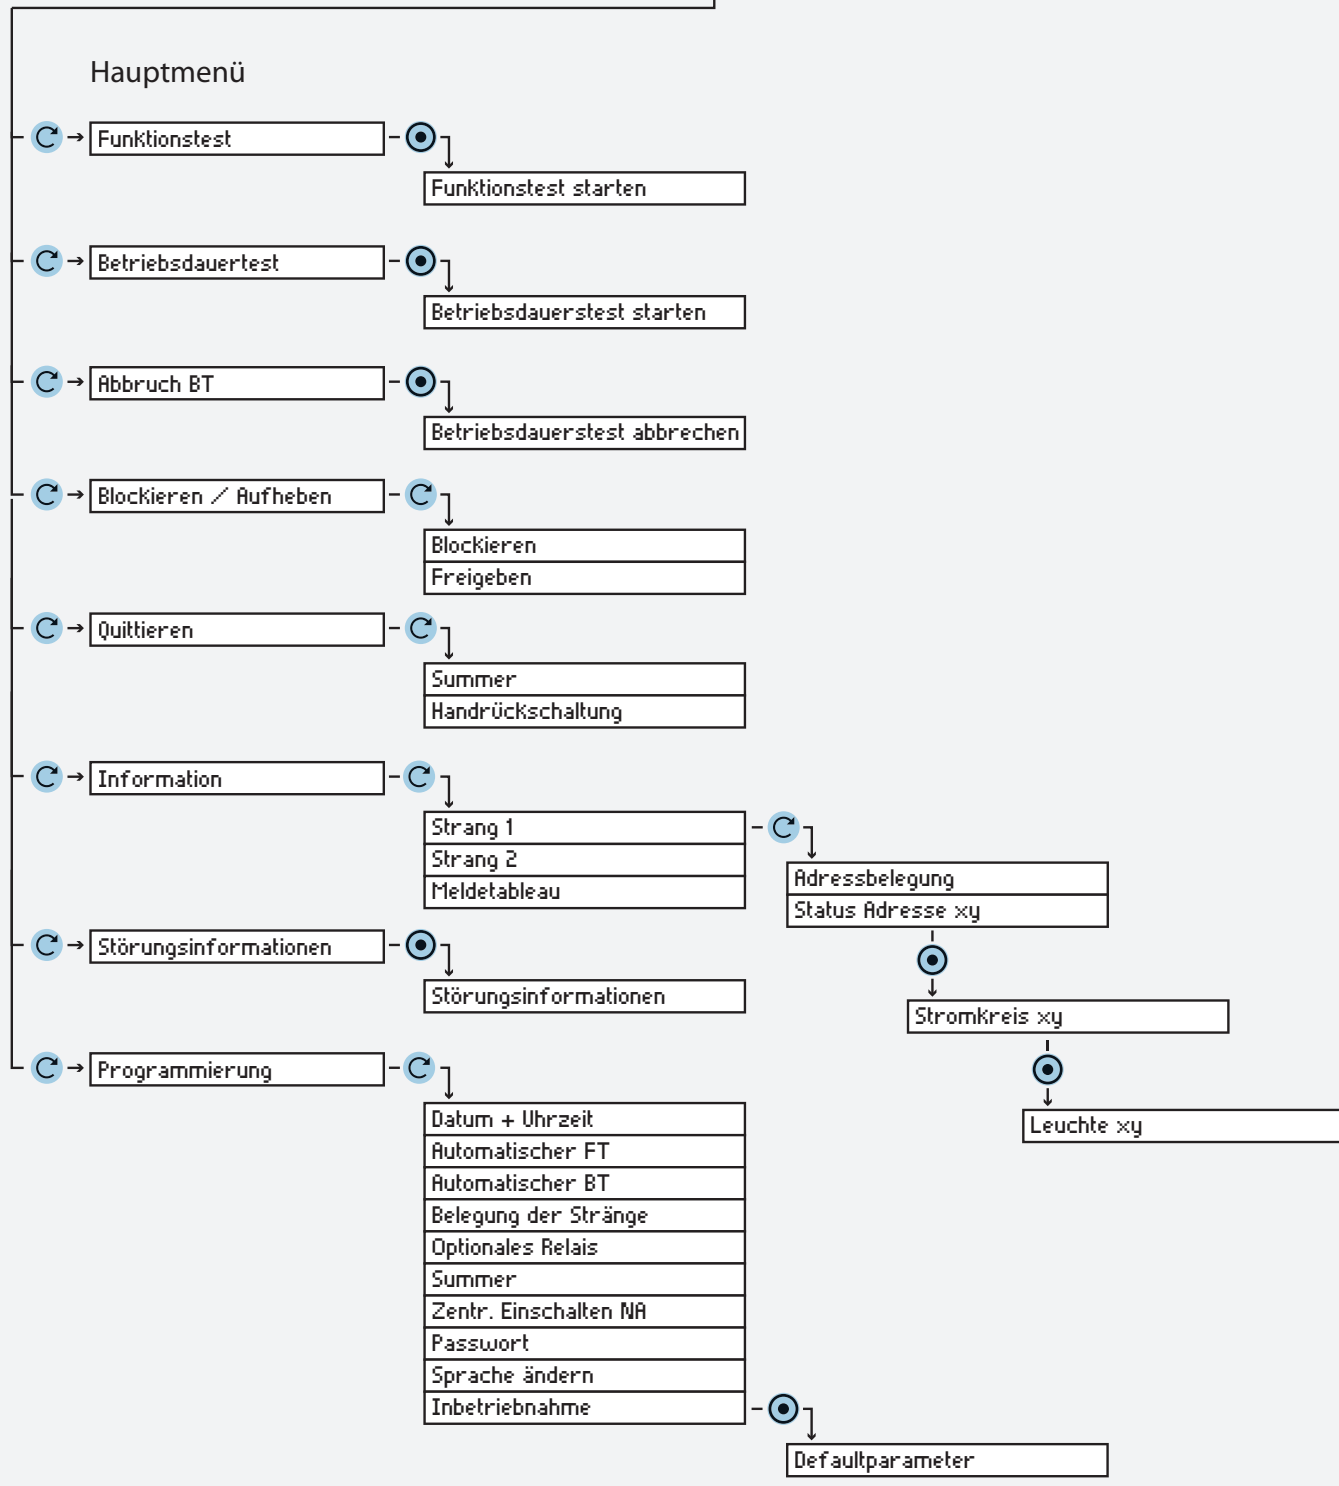 Hauptmenü
Funktionstest
Funktionstest starten
Betriebsdauertest
Betriebsdauerstest starten
Abbruch BT
Betriebsdauerstest abbrechen
Blockieren / Aufheben
Blockieren
Freigeben
Quittieren
Summer
Handrückschaltung
Information
Strang 1
Strang 2
Meldetableau
Adressbelegung
Status Adresse xy
Stromkreis xy
Leuchte xy
Störungsinformationen
Störungsinformationen
Programmierung
Datum + Uhrzeit
Automatischer FT
Automatischer BT
Belegung der Stränge
Optionales Relais
Summer
Zentr. Einschalten NA
Passwort
Sprache ändern
Inbetriebnahme
Defaultparameter